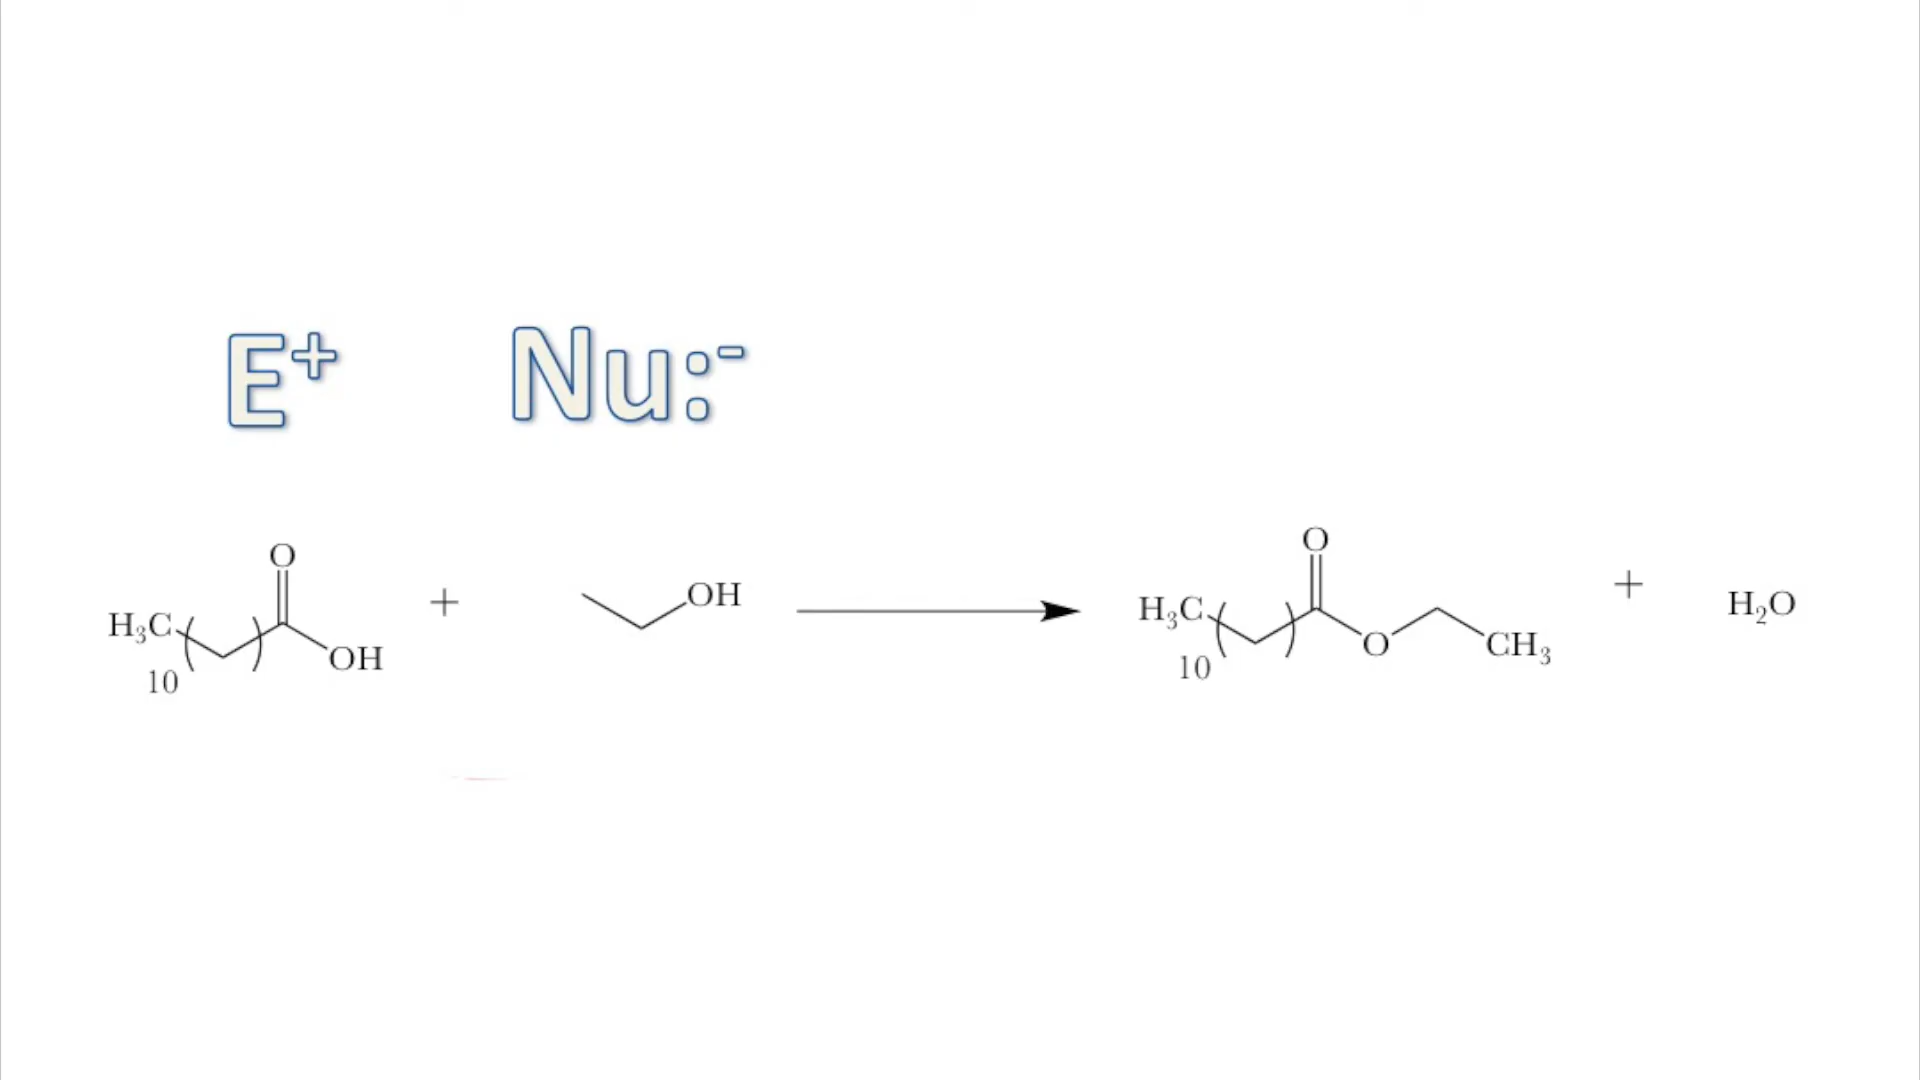 E⁺ Nu:⁻
O
H₃C ( ) 10 OH + OH
O
H₃C ( ) 10 O CH₃ + H₂O